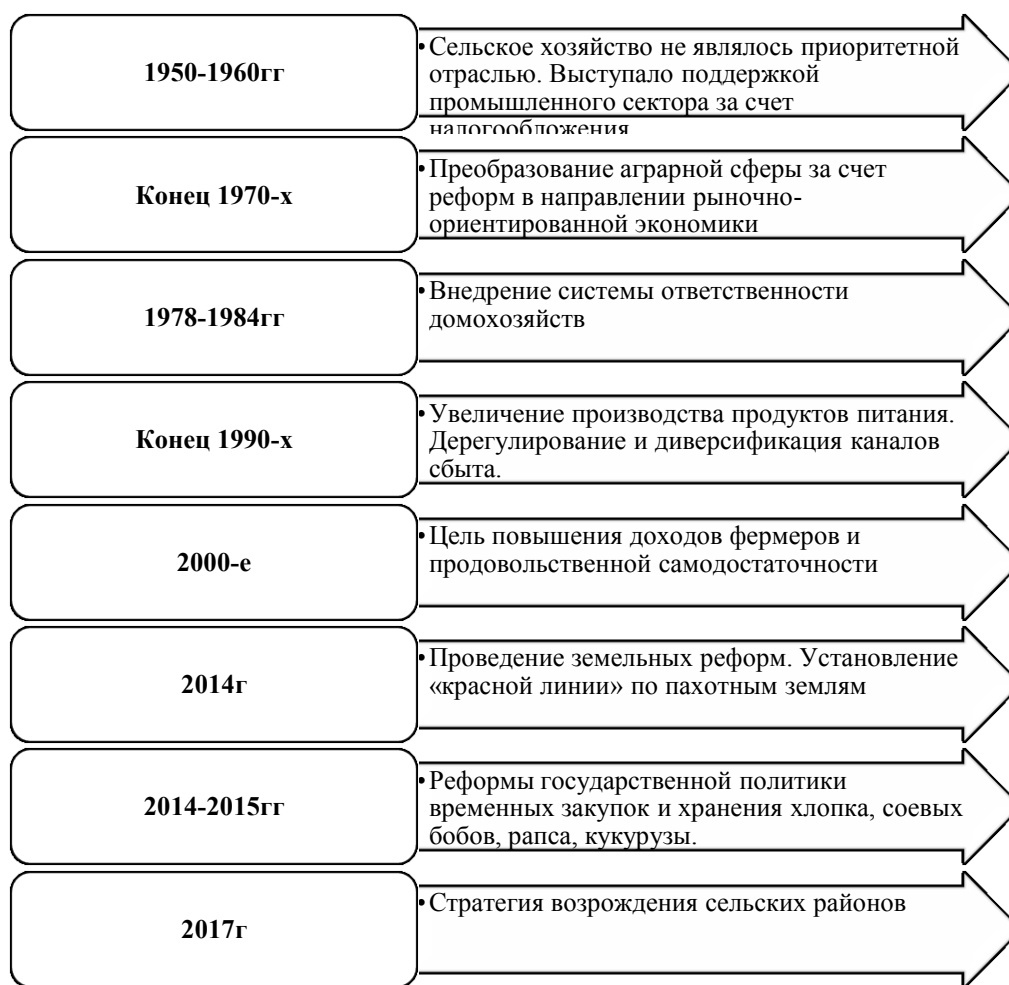 1950-1960гг
•Сельское хозяйство не являлось приоритетной
отраслью. Выступало поддержкой
промышленного сектора за счет
налогообложения
Конец 1970-х
•Преобразование аграрной сферы за счет
реформ в направлении рыночно-
ориентированной экономики
1978-1984гг
•Внедрение системы ответственности
домохозяйств
Конец 1990-х
•Увеличение производства продуктов питания.
Дерегулирование и диверсификация каналов
сбыта.
2000-е
•Цель повышения доходов фермеров и
продовольственной самодостаточности
2014г
•Проведение земельных реформ. Установление
«красной линии» по пахотным землям
2014-2015гг
•Реформы государственной политики
временных закупок и хранения хлопка, соевых
бобов, рапса, кукурузы.
2017г
•Стратегия возрождения сельских районов